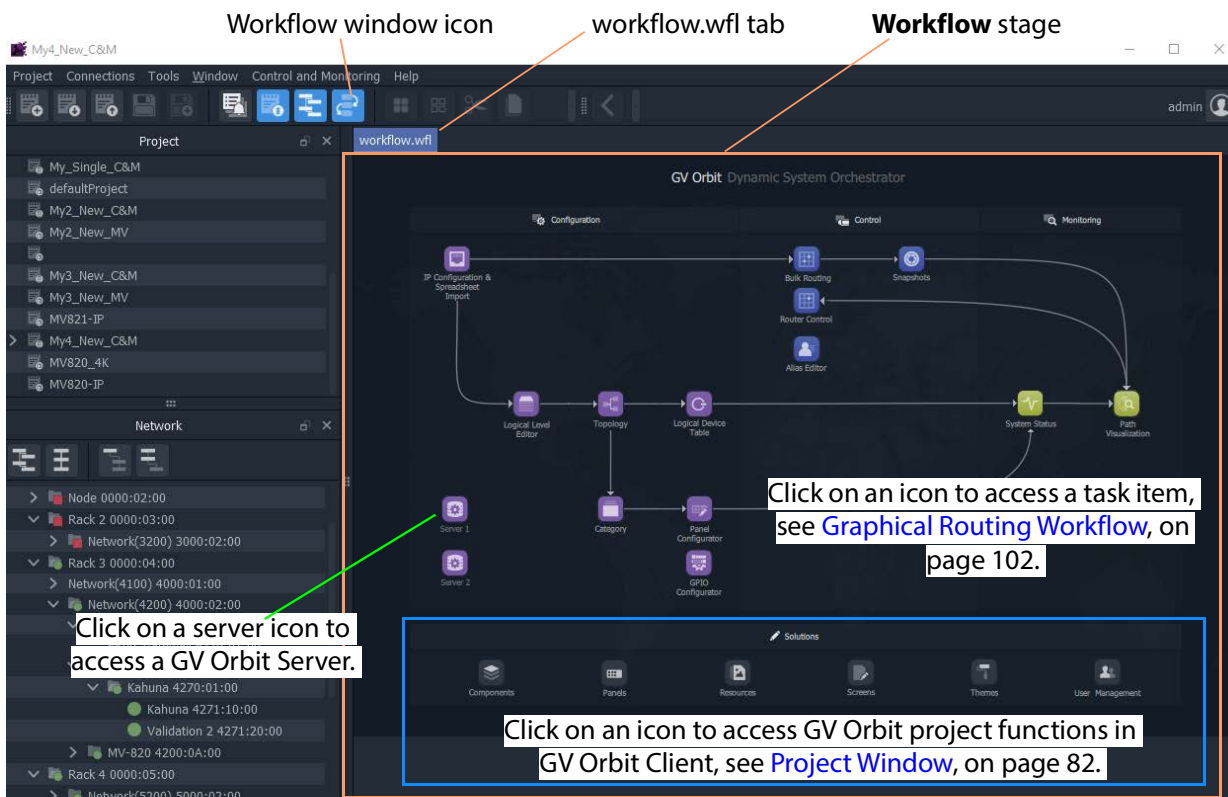 Workflow window icon
workflow.wfl tab
Workflow stage
My4_New_C&M
Project Connections Tools Window Control and Monitoring Help
admin
Project
workflow.wfl
My_Single_C&M
defaultProject
My2_New_C&M
My2_New_MV
My3_New_C&M
My3_New_MV
MV821-IP
My4_New_C&M
MV820_4K
MV820-IP
Network
Node 0000:02:00
Rack 2 0000:03:00
Network(3200) 3000:02:00
Rack 3 0000:04:00
Network(4100) 4000:01:00
Network(4200) 4000:02:00
Kahuna 4270:01:00
Kahuna 4271:10:00
Validation 2 4271:20:00
MV-820 4200:0A:00
Rack 4 0000:05:00
Network(5200) 5000:02:00
GV Orbit Dynamic System Orchestrator
Configuration
Control
Monitoring
IP Configuration &
Spreadsheet
Import
Bulk Routing
Snapshots
Router Control
Alias Editor
Logical Level
Editor
Topology
Logical Device
Table
System Status
Path
Visualization
Server 1
Category
Panel
Configurator
Server 2
GPIO
Configurator
Click on an icon to access a task item,
see Graphical Routing Workflow, on
page 102.
Click on a server icon to
access a GV Orbit Server.
Solutions
Components
Panels
Resources
Screens
Themes
User Management
Click on an icon to access GV Orbit project functions in
GV Orbit Client, see Project Window, on page 82.